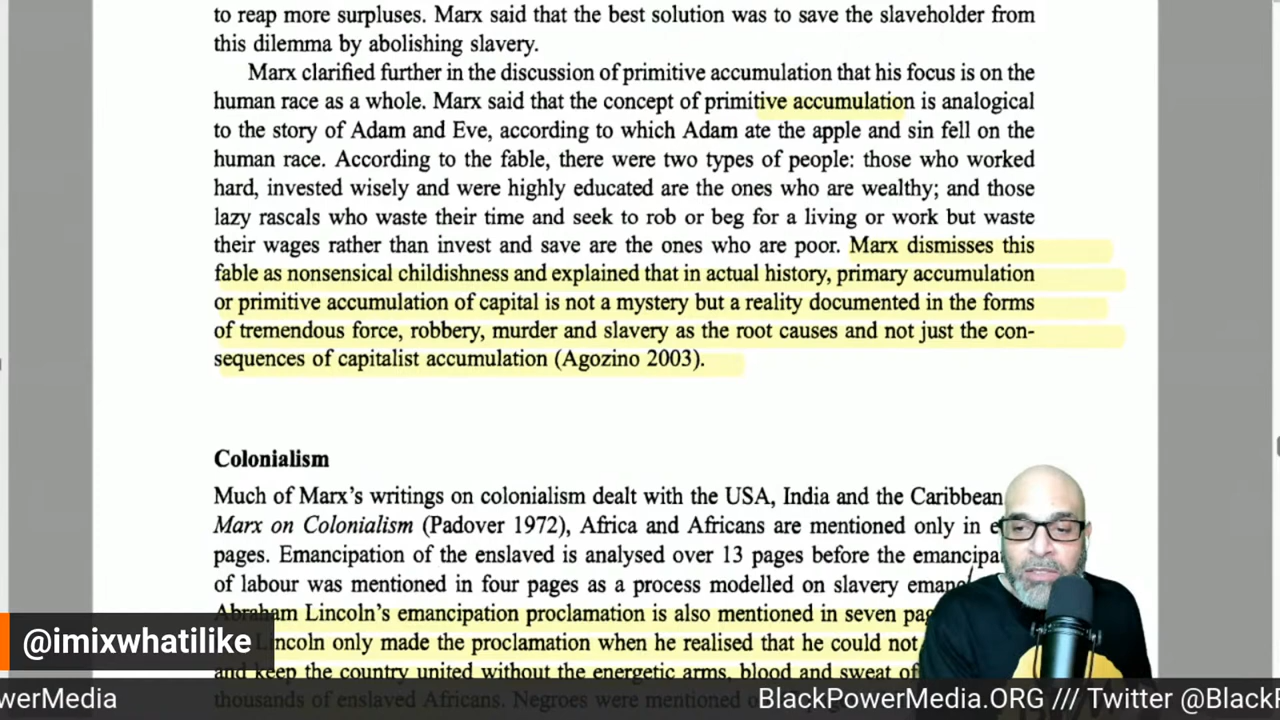 to reap more surpluses. Marx said that the best solution was to save the slaveholder from
this dilemma by abolishing slavery.
Marx clarified further in the discussion of primitive accumulation that his focus is on the
human race as a whole. Marx said that the concept of primitive accumulation is analogical
to the story of Adam and Eve, according to which Adam ate the apple and sin fell on the
human race. According to the fable, there were two types of people: those who worked
hard, invested wisely and were highly educated are the ones who are wealthy; and those
lazy rascals who waste their time and seek to rob or beg for a living or work but waste
their wages rather than invest and save are the ones who are poor. Marx dismisses this
fable as nonsensical childishness and explained that in actual history, primary accumulation
or primitive accumulation of capital is not a mystery but a reality documented in the forms
of tremendous force, robbery, murder and slavery as the root causes and not just the con-
sequences of capitalist accumulation (Agozino 2003).
Colonialism
Much of Marx's writings on colonialism dealt with the USA, India and the Caribbean
Marx on Colonialism (Padover 1972), Africa and Africans are mentioned only in
pages. Emancipation of the enslaved is analysed over 13 pages before the
of labour was mentioned in four pages as a process modelled on slavery
Abraham Lincoln's emancipation proclamation is also mentioned in seven
Lincoln only made the proclamation when he realised that he could not
and keep the country united without the energetic arms, blood and sweat of
thousands of enslaved Africans. Negroes were mentioned
@imixwhatilike
BlackPowerMedia.ORG /// Twitter